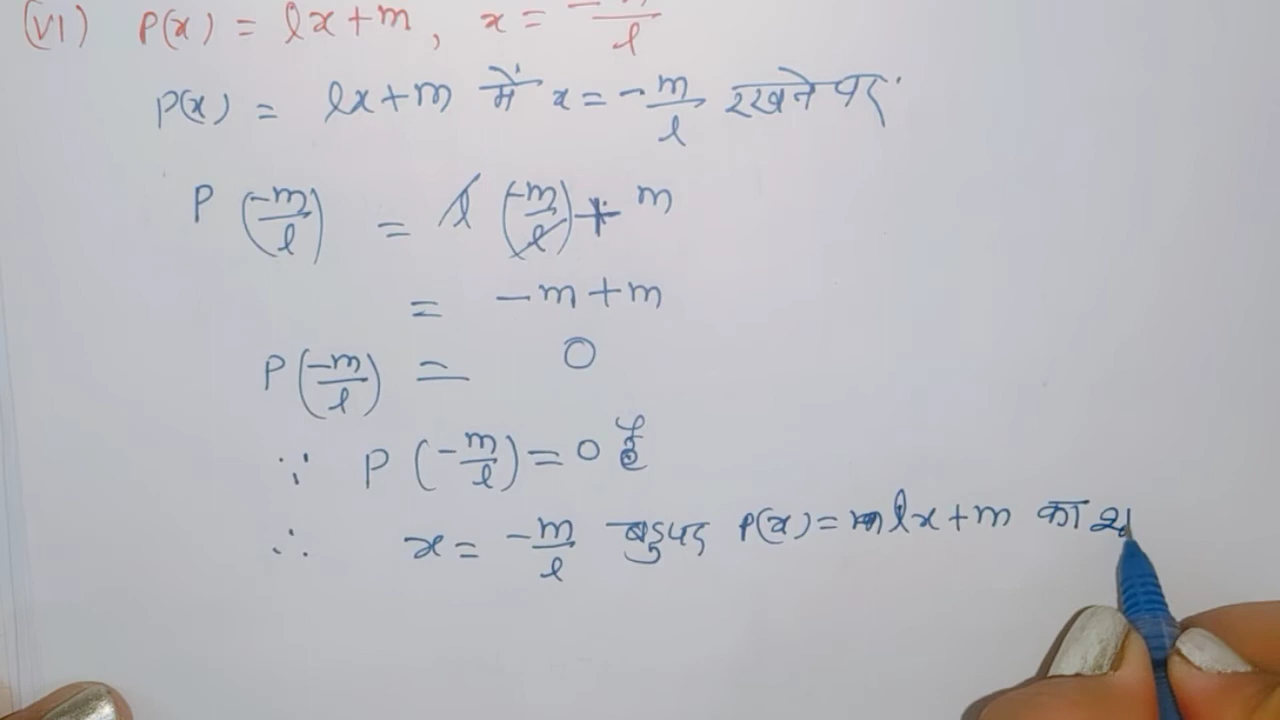 (VI) P(x) = lx+m, x = -m/l
P(x) = lx+m में x = -m/l रखने पर
P(-m/l) = l(-m/l)+m
= -m+m
P(-m/l) = 0
∵ P(-m/l) = 0 है
∴ x = -m/l बहुपद P(x) = lx+m का